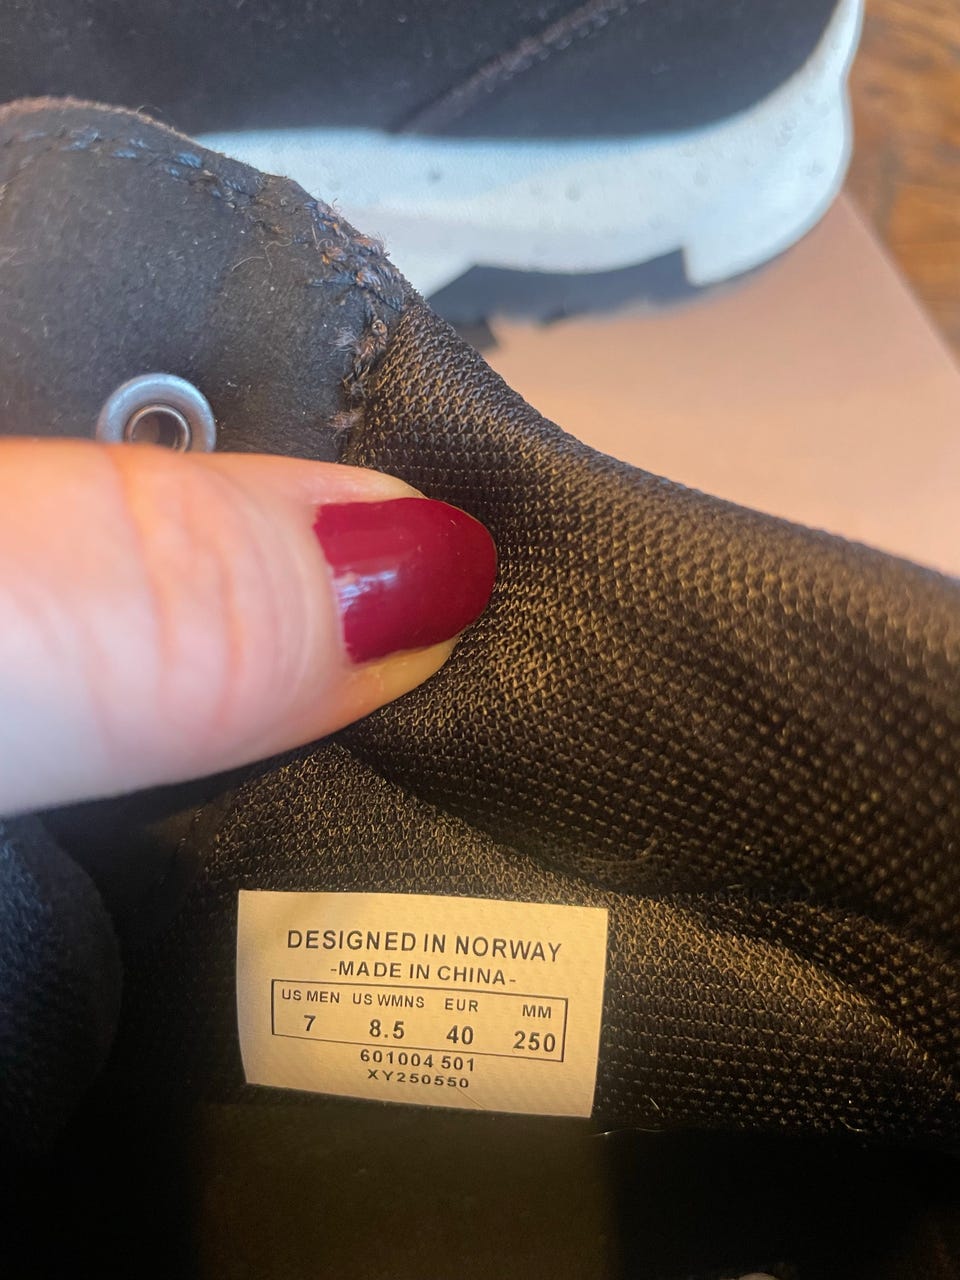 DESIGNED IN NORWAY
-MADE IN CHINA-
US MEN US WMNS EUR MM
7 8.5 40 250
601004 501
XY250550